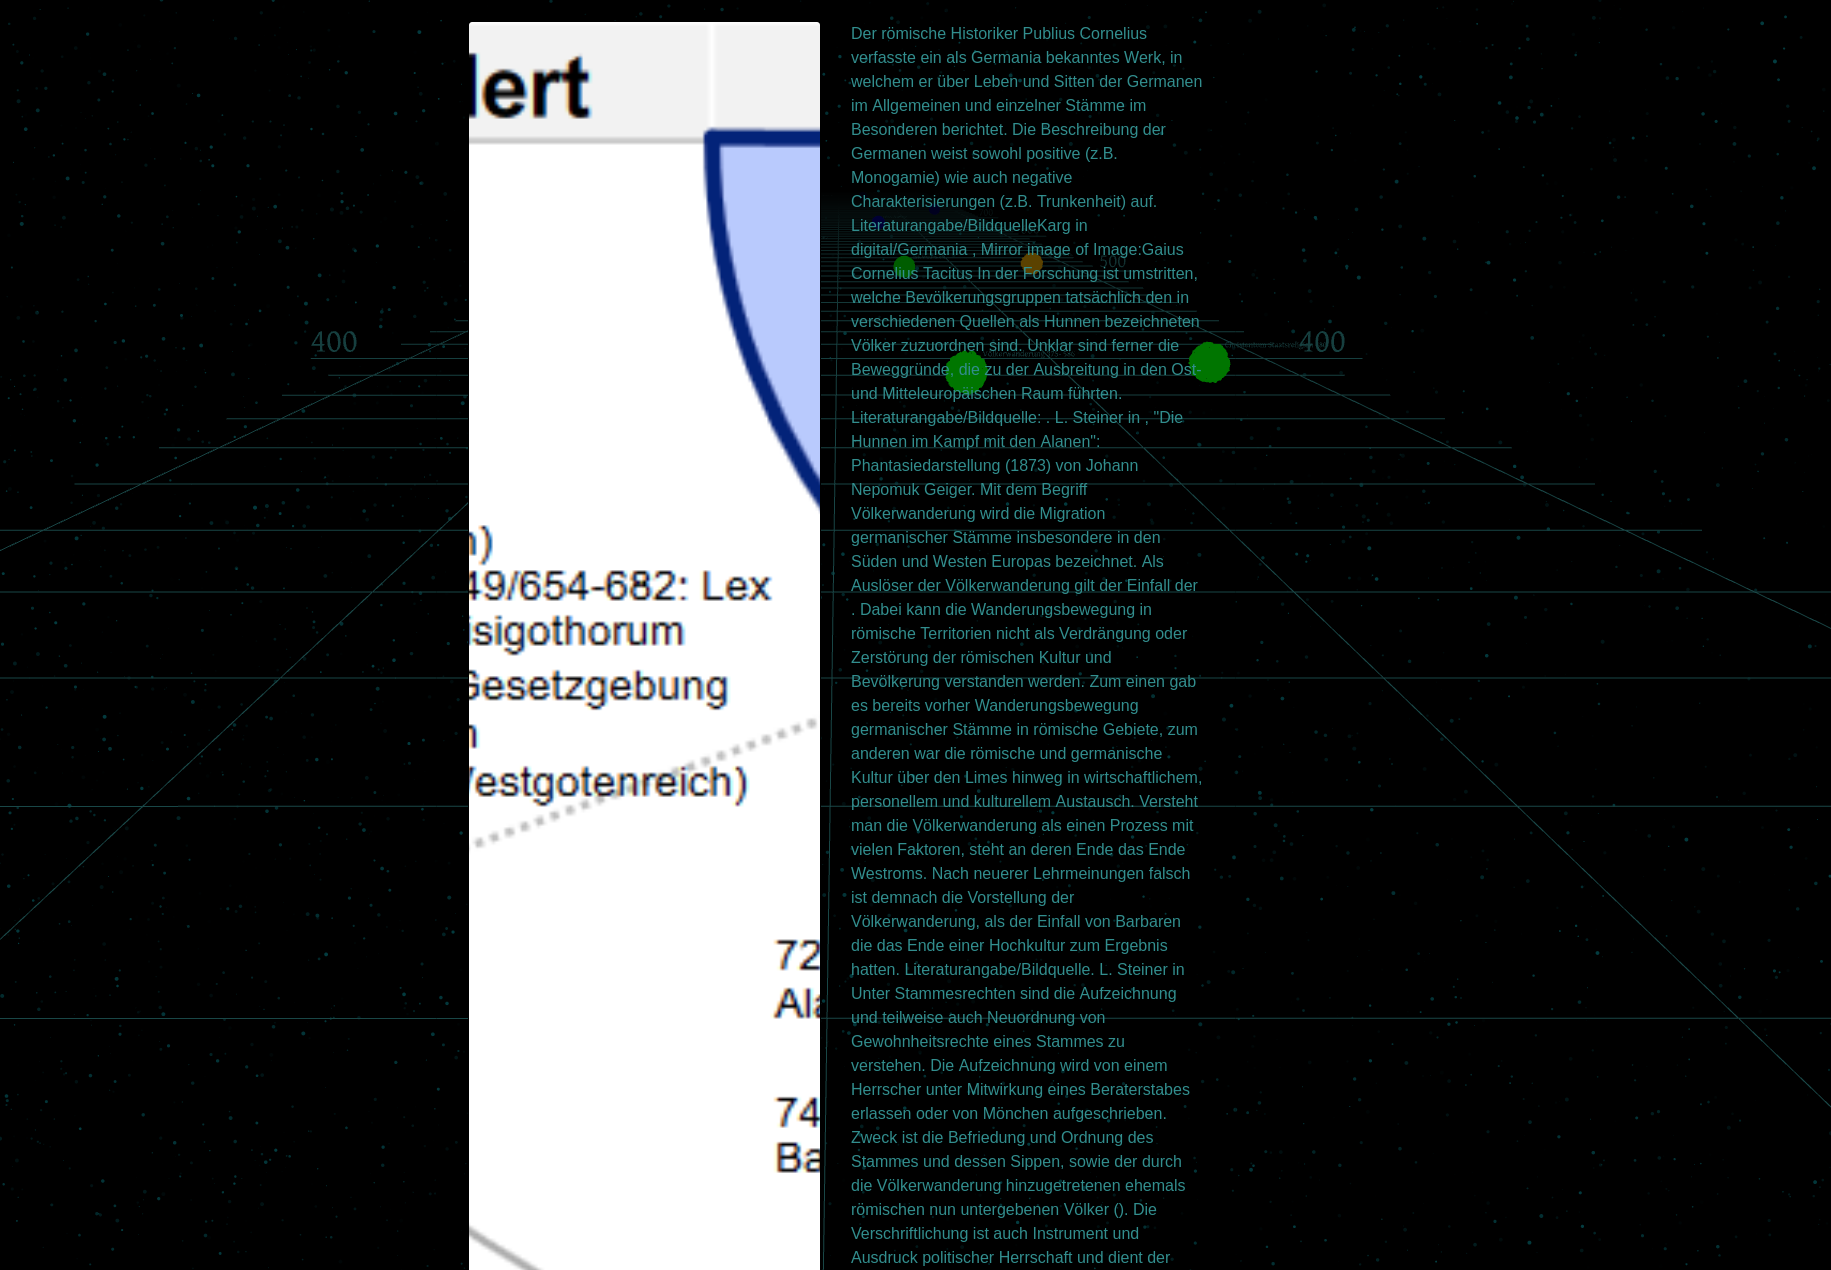 lert
n)
49/654-682: Lex
isigothorum
Gesetzgebung
n
Vestgotenreich)
72
Ala
74
Ba
400
400
500
Der römische Historiker Publius Cornelius
verfasste ein als Germania bekanntes Werk, in
welchem er über Leben und Sitten der Germanen
im Allgemeinen und einzelner Stämme im
Besonderen berichtet. Die Beschreibung der
Germanen weist sowohl positive (z.B.
Monogamie) wie auch negative
Charakterisierungen (z.B. Trunkenheit) auf.
Literaturangabe/BildquelleKarg in
digital/Germania , Mirror image of Image:Gaius
Cornelius Tacitus In der Forschung ist umstritten,
welche Bevölkerungsgruppen tatsächlich den in
verschiedenen Quellen als Hunnen bezeichneten
Völker zuzuordnen sind. Unklar sind ferner die
Beweggründe, die zu der Ausbreitung in den Ost-
und Mitteleuropäischen Raum führten.
Literaturangabe/Bildquelle: . L. Steiner in , "Die
Hunnen im Kampf mit den Alanen":
Phantasiedarstellung (1873) von Johann
Nepomuk Geiger. Mit dem Begriff
Völkerwanderung wird die Migration
germanischer Stämme insbesondere in den
Süden und Westen Europas bezeichnet. Als
Auslöser der Völkerwanderung gilt der Einfall der
. Dabei kann die Wanderungsbewegung in
römische Territorien nicht als Verdrängung oder
Zerstörung der römischen Kultur und
Bevölkerung verstanden werden. Zum einen gab
es bereits vorher Wanderungsbewegung
germanischer Stämme in römische Gebiete, zum
anderen war die römische und germanische
Kultur über den Limes hinweg in wirtschaftlichem,
personellem und kulturellem Austausch. Versteht
man die Völkerwanderung als einen Prozess mit
vielen Faktoren, steht an deren Ende das Ende
Westroms. Nach neuerer Lehrmeinungen falsch
ist demnach die Vorstellung der
Völkerwanderung, als der Einfall von Barbaren
die das Ende einer Hochkultur zum Ergebnis
hatten. Literaturangabe/Bildquelle. L. Steiner in
Unter Stammesrechten sind die Aufzeichnung
und teilweise auch Neuordnung von
Gewohnheitsrechte eines Stammes zu
verstehen. Die Aufzeichnung wird von einem
Herrscher unter Mitwirkung eines Beraterstabes
erlassen oder von Mönchen aufgeschrieben.
Zweck ist die Befriedung und Ordnung des
Stammes und dessen Sippen, sowie der durch
die Völkerwanderung hinzugetretenen ehemals
römischen nun untergebenen Völker (). Die
Verschriftlichung ist auch Instrument und
Ausdruck politischer Herrschaft und dient der